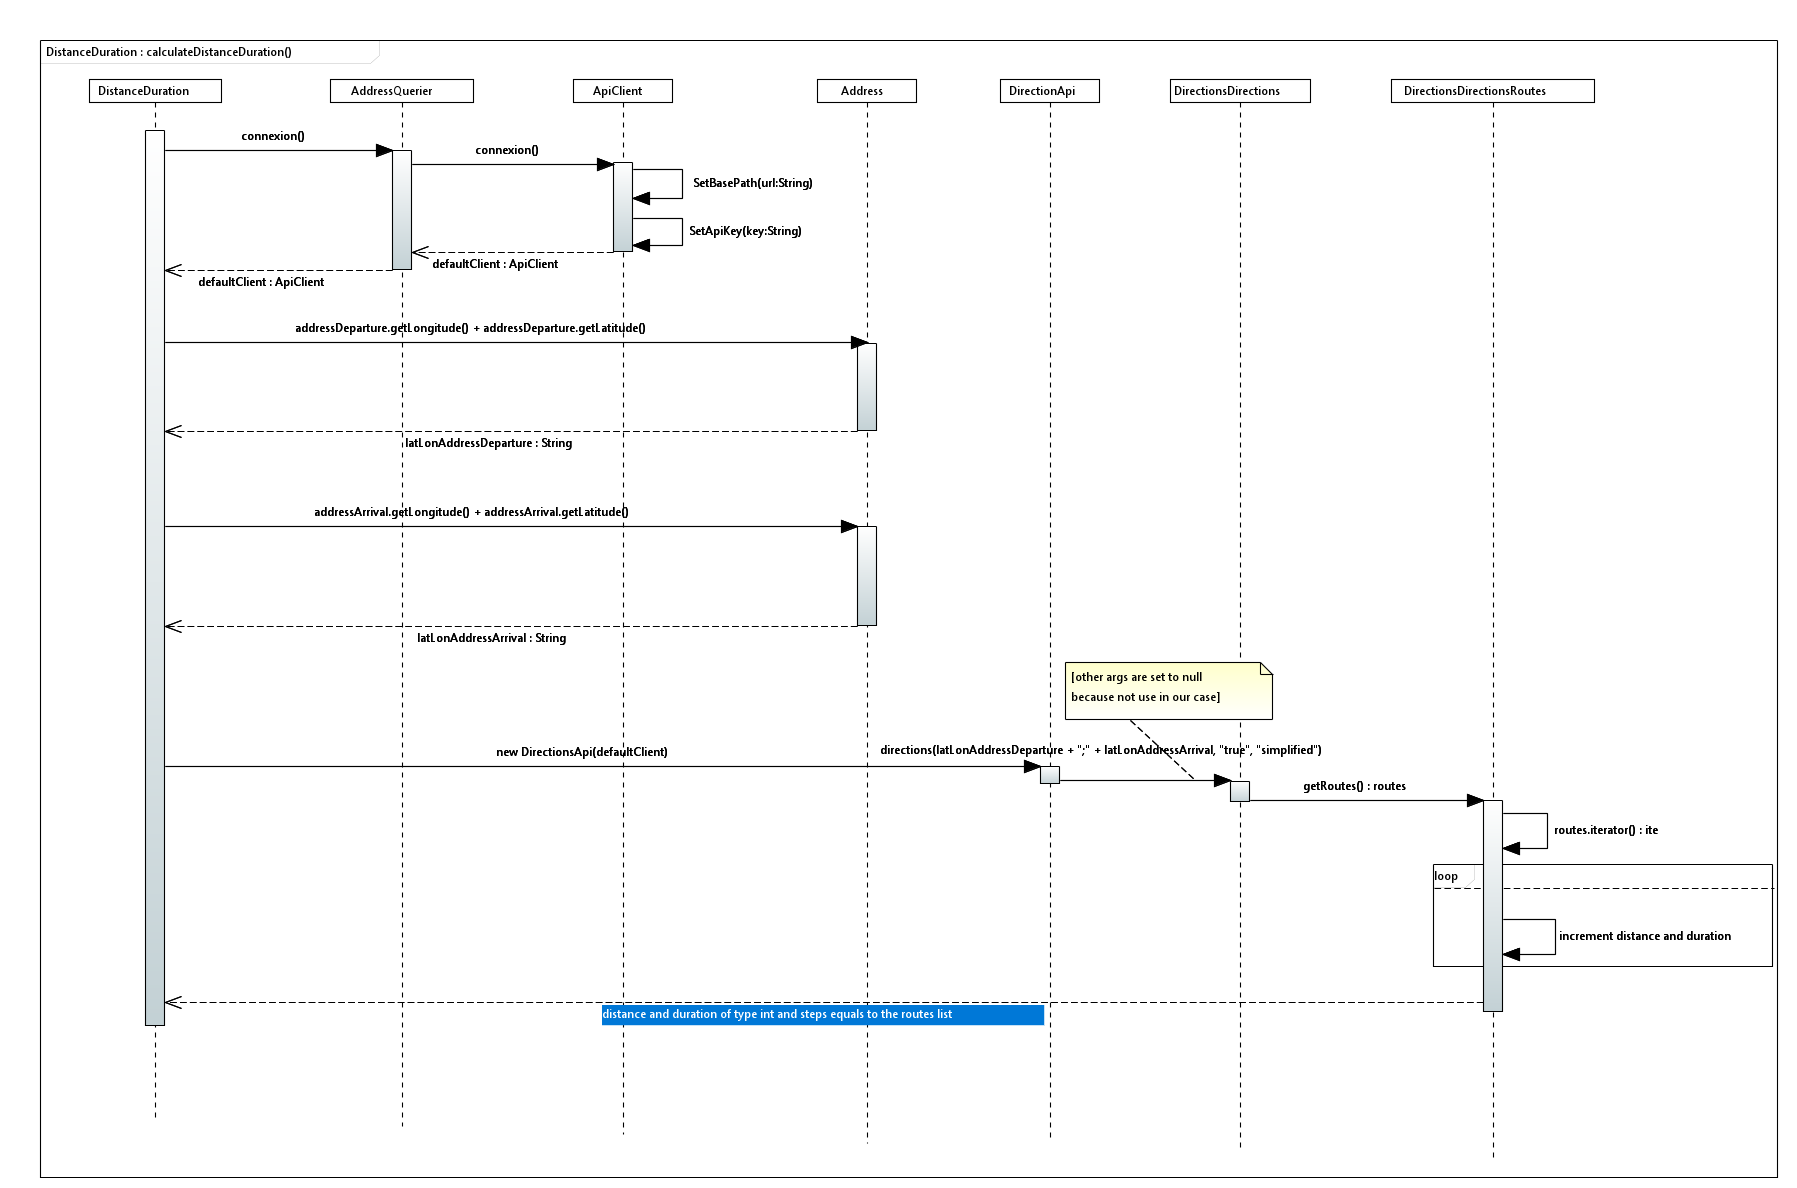 DistanceDuration : calculateDistanceDuration()
DistanceDuration
AddressQuerier
ApiClient
Address
DirectionApi
DirectionsDirections
DirectionsDirectionsRoutes
connexion()
connexion()
SetBasePath(url:String)
SetApiKey(key:String)
defaultClient : ApiClient
defaultClient : ApiClient
addressDeparture.getLongitude() + addressDeparture.getLatitude()
latLonAddressDeparture : String
addressArrival.getLongitude() + addressArrival.getLatitude()
latLonAddressArrival : String
[other args are set to null
because not use in our case]
new DirectionsApi(defaultClient)
directions(latLonAddressDeparture + ";" + latLonAddressArrival, "true", "simplified")
getRoutes() : routes
routes.iterator() : ite
loop
increment distance and duration
distance and duration of type int and steps equals to the routes list